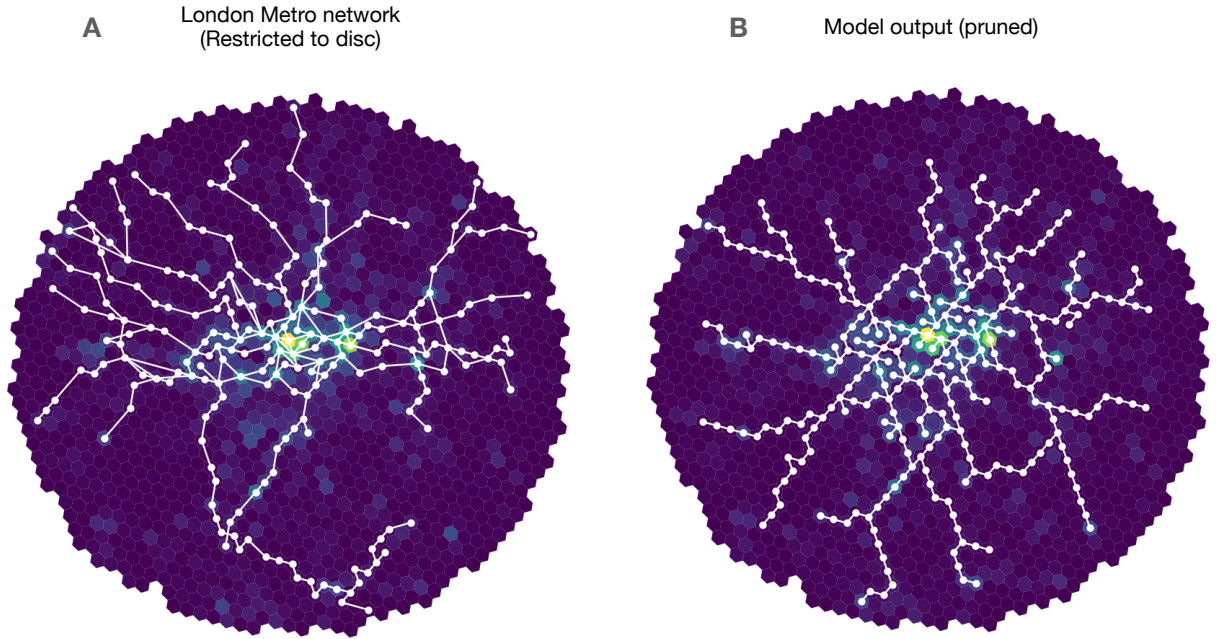 A
London Metro network
(Restricted to disc)
B
Model output (pruned)